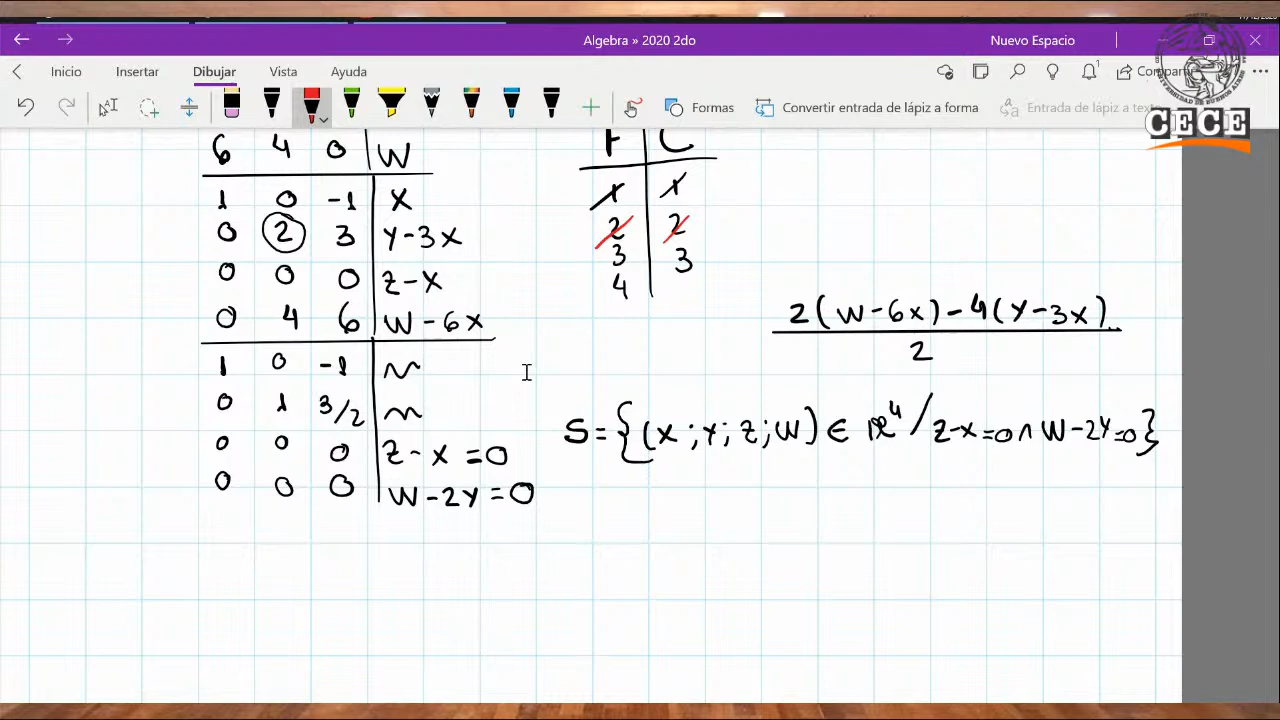 Algebra » 2020 2do
Nuevo Espacio
Inicio Insertar Dibujar Vista Ayuda
Formas Convertir entrada de lápiz a forma Entrada de lápiz a texto
CECE
6 4 0 | W
1 0 -1 | X
0 2 3 | Y-3X
0 0 0 | Z-X
0 4 6 | W-6X
1 0 -1 | ~
0 1 3/2 | ~
0 0 0 | Z-X=0
0 0 0 | W-2Y=0
F | C
1 | 1
2 | 2
3 | 3
4 |
2(W-6X)-4(Y-3X)
2
S={(X;Y;Z;W)∈ℝ⁴/Z-X=0∧W-2Y=0}